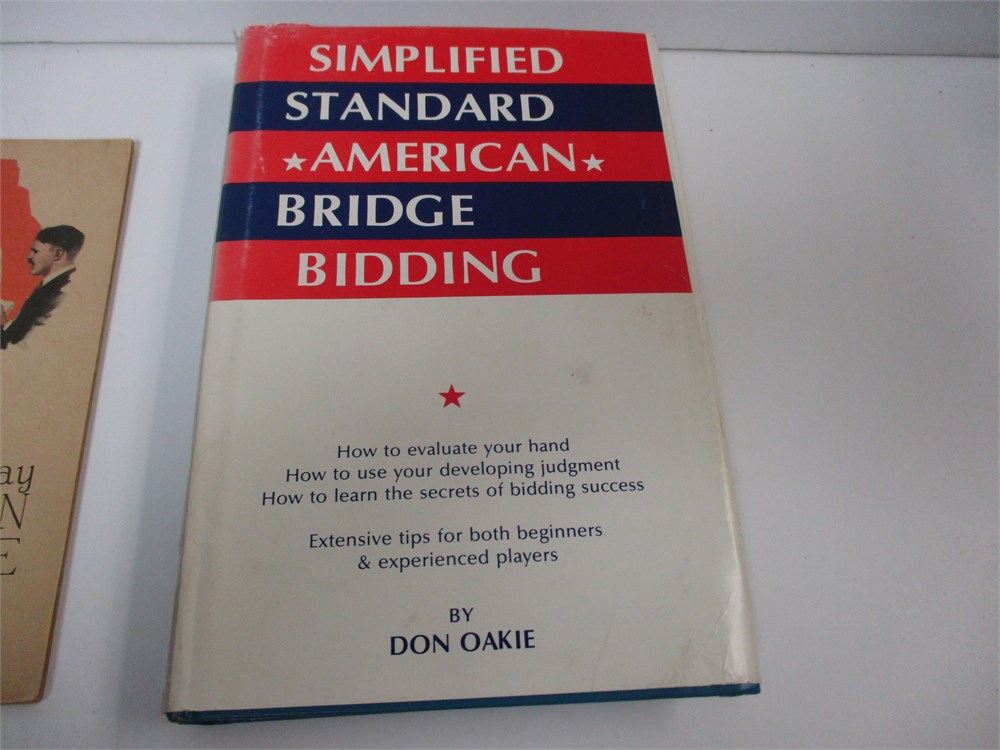 SIMPLIFIED
STANDARD
★AMERICAN★
BRIDGE
BIDDING
How to evaluate your hand
How to use your developing judgment
How to learn the secrets of bidding success
Extensive tips for both beginners
& experienced players
BY
DON OAKIE
ay
N
E